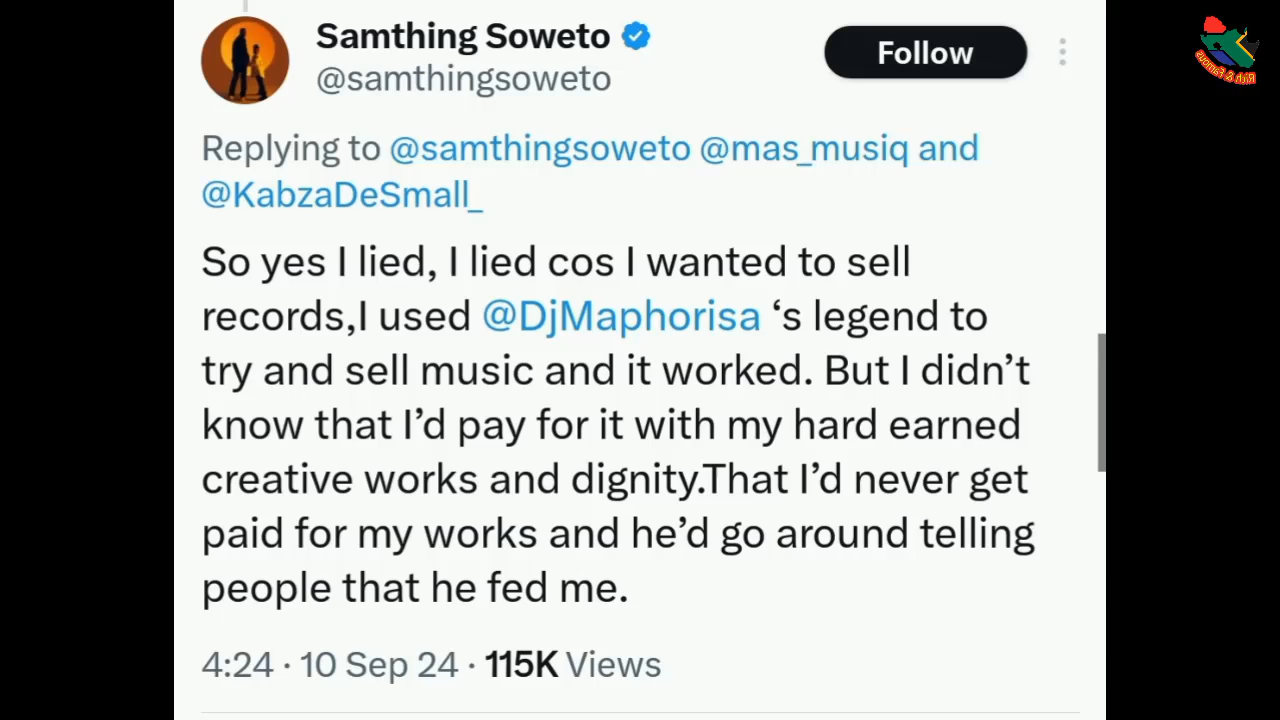 Samthing Soweto
@samthingsoweto
Follow
Replying to @samthingsoweto @mas_musiq and
@KabzaDeSmall_
So yes I lied, I lied cos I wanted to sell
records,I used @DjMaphorisa ‘s legend to
try and sell music and it worked. But I didn’t
know that I’d pay for it with my hard earned
creative works and dignity.That I’d never get
paid for my works and he’d go around telling
people that he fed me.
4:24 · 10 Sep 24 · 115K Views
Rich & Famous